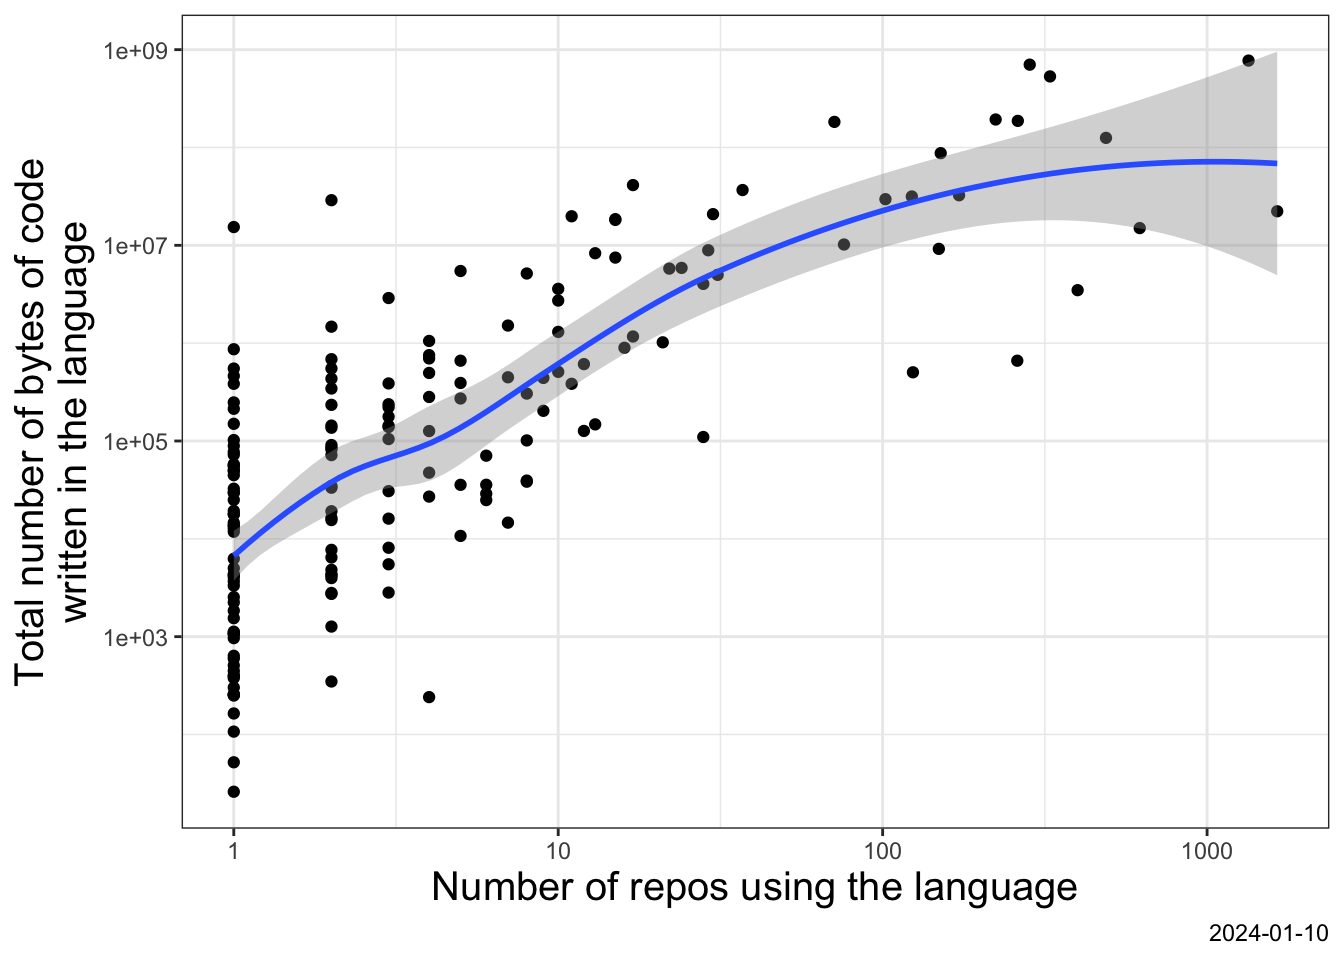 Total number of bytes of code
written in the language
1e+09
1e+07
1e+05
1e+03
1
10
100
1000
Number of repos using the language
2024-01-10